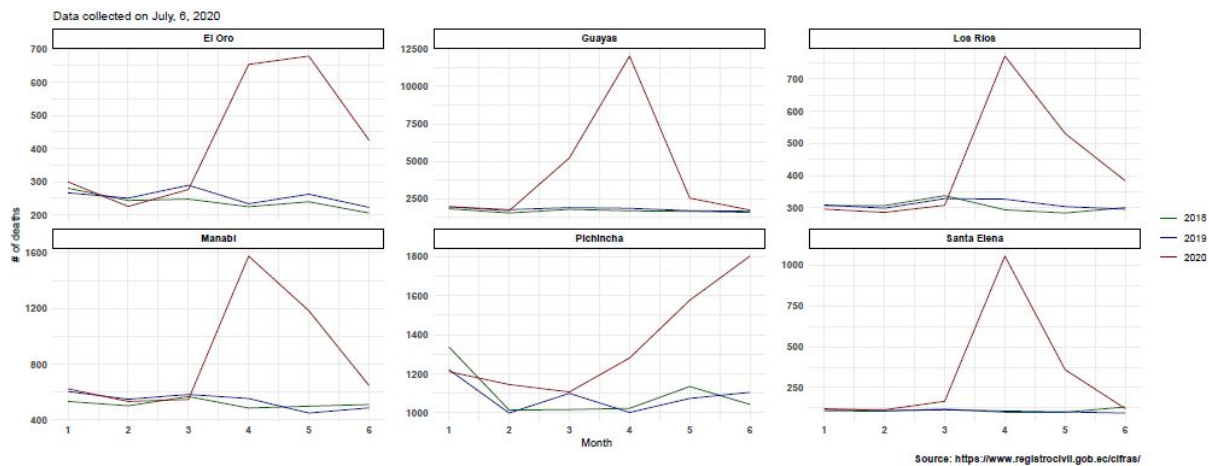 Data collected on July, 6, 2020
El Oro
Guayas
Los Rios
700
600
500
400
300
200
12500
10000
7500
5000
2500
700
500
300
# of deaths
Manabi
Pichincha
Santa Elena
1600
1200
800
400
1800
1600
1400
1200
1000
1000
750
500
250
1 2 3 4 5 6
1 2 3 4 5 6
1 2 3 4 5 6
Month
2018
2019
2020
Source: https://www.registrocivil.gob.ec/cifras/